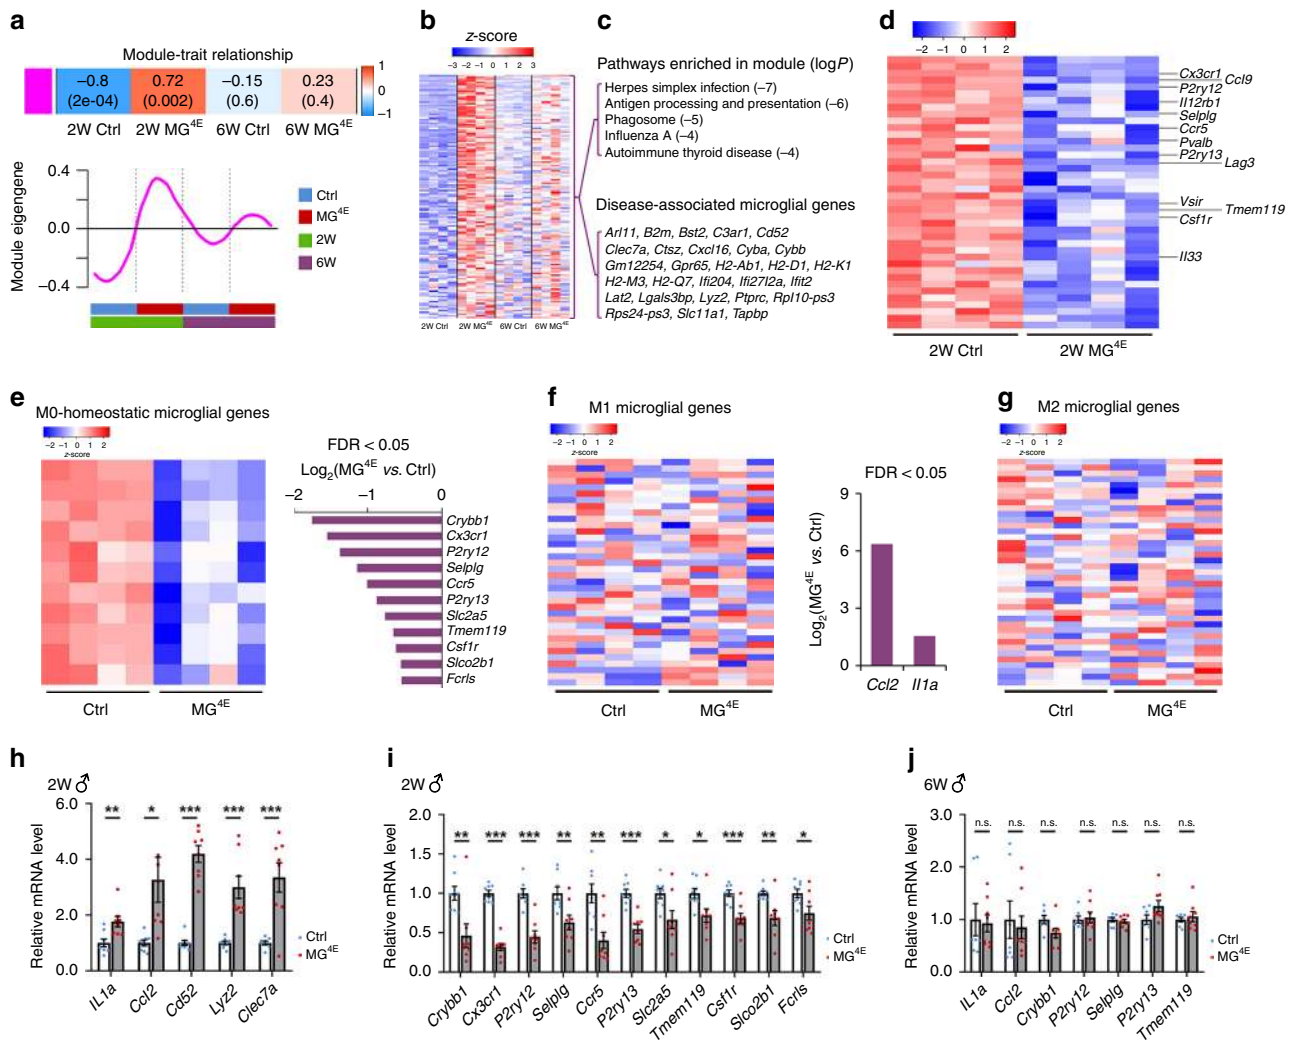 a
Module-trait relationship
−0.8
(2e-04)
0.72
(0.002)
−0.15
(0.6)
0.23
(0.4)
1
0
−1
2W Ctrl
2W MG4E
6W Ctrl
6W MG4E
Module eigengene
0.4
0.0
−0.4
Ctrl
MG4E
2W
6W
b
z-score
−3 −2 −1 0 1 2 3
2W Ctrl 2W MG4E 6W Ctrl 6W MG4E
c
Pathways enriched in module (logP)
Herpes simplex infection (−7)
Antigen processing and presentation (−6)
Phagosome (−5)
Influenza A (−4)
Autoimmune thyroid disease (−4)
Disease-associated microglial genes
Arl11, B2m, Bst2, C3ar1, Cd52
Clec7a, Ctsz, Cxcl16, Cyba, Cybb
Gm12254, Gpr65, H2-Ab1, H2-D1, H2-K1
H2-M3, H2-Q7, Ifi204, Ifi27l2a, Ifit2
Lat2, Lgals3bp, Lyz2, Ptprc, Rpl10-ps3
Rps24-ps3, Slc11a1, Tapbp
d
−2 −1 0 1 2
Cx3cr1
Ccl9
P2ry12
Il12rb1
Selplg
Ccr5
Pvalb
P2ry13
Lag3
Vsir
Tmem119
Csf1r
Il33
2W Ctrl
2W MG4E
e
M0-homeostatic microglial genes
−2 −1 0 1 2
z-score
Ctrl
MG4E
FDR < 0.05
Log2(MG4E vs. Ctrl)
−2 −1 0
Crybb1
Cx3cr1
P2ry12
Selplg
Ccr5
P2ry13
Slc2a5
Tmem119
Csf1r
Slco2b1
Fcrls
f
M1 microglial genes
−2 −1 0 1 2
z-score
Ctrl
MG4E
FDR < 0.05
Log2(MG4E vs. Ctrl)
9
6
3
0
Ccl2
Il1a
g
M2 microglial genes
−2 −1 0 1 2
z-score
Ctrl
MG4E
h
2W ♂
Relative mRNA level
6.0
4.0
2.0
0.0
** * *** *** ***
IL1a
Ccl2
Cd52
Lyz2
Clec7a
Ctrl
MG4E
i
2W ♂
Relative mRNA level
2.0
1.5
1.0
0.5
0.0
** *** *** ** ** *** * * *** ** *
Crybb1
Cx3cr1
P2ry12
Selplg
Ccr5
P2ry13
Slc2a5
Tmem119
Csf1r
Slco2b1
Fcrls
Ctrl
MG4E
j
6W ♂
Relative mRNA level
3.0
2.0
1.0
0.0
n.s. n.s. n.s. n.s. n.s. n.s. n.s.
IL1a
Ccl2
Crybb1
P2ry12
Selplg
P2ry13
Tmem119
Ctrl
MG4E